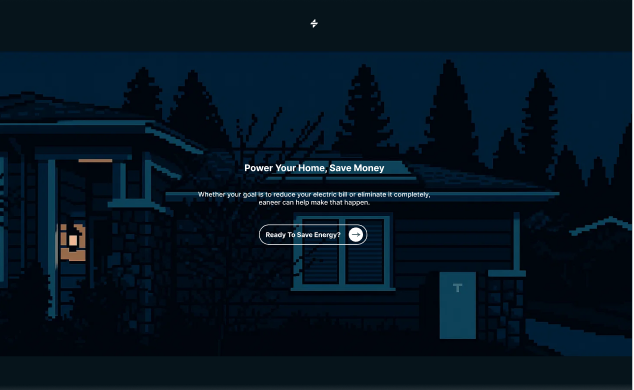 Power Your Home, Save Money
Whether your goal is to reduce your electric bill or eliminate it completely,
eaneer can help make that happen.
Ready To Save Energy?
T